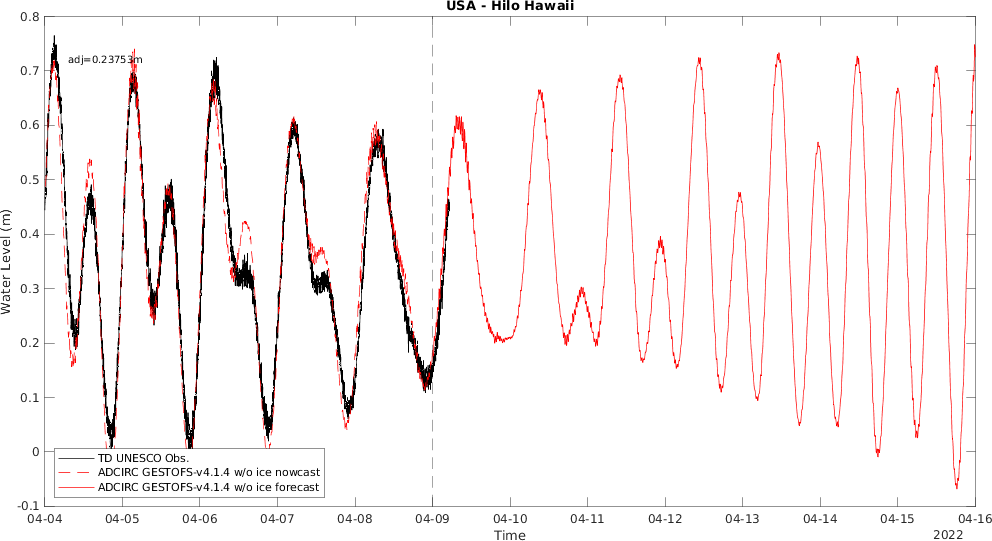 USA - Hilo Hawaii
adj=0.23753m
0.8
0.7
0.6
0.5
0.4
0.3
0.2
0.1
0
-0.1
Water Level (m)
TD UNESCO Obs.
ADCIRC GESTOFS-v4.1.4 w/o ice nowcast
ADCIRC GESTOFS-v4.1.4 w/o ice forecast
04-04 04-05 04-06 04-07 04-08 04-09 04-10 04-11 04-12 04-13 04-14 04-15 04-16
Time
2022